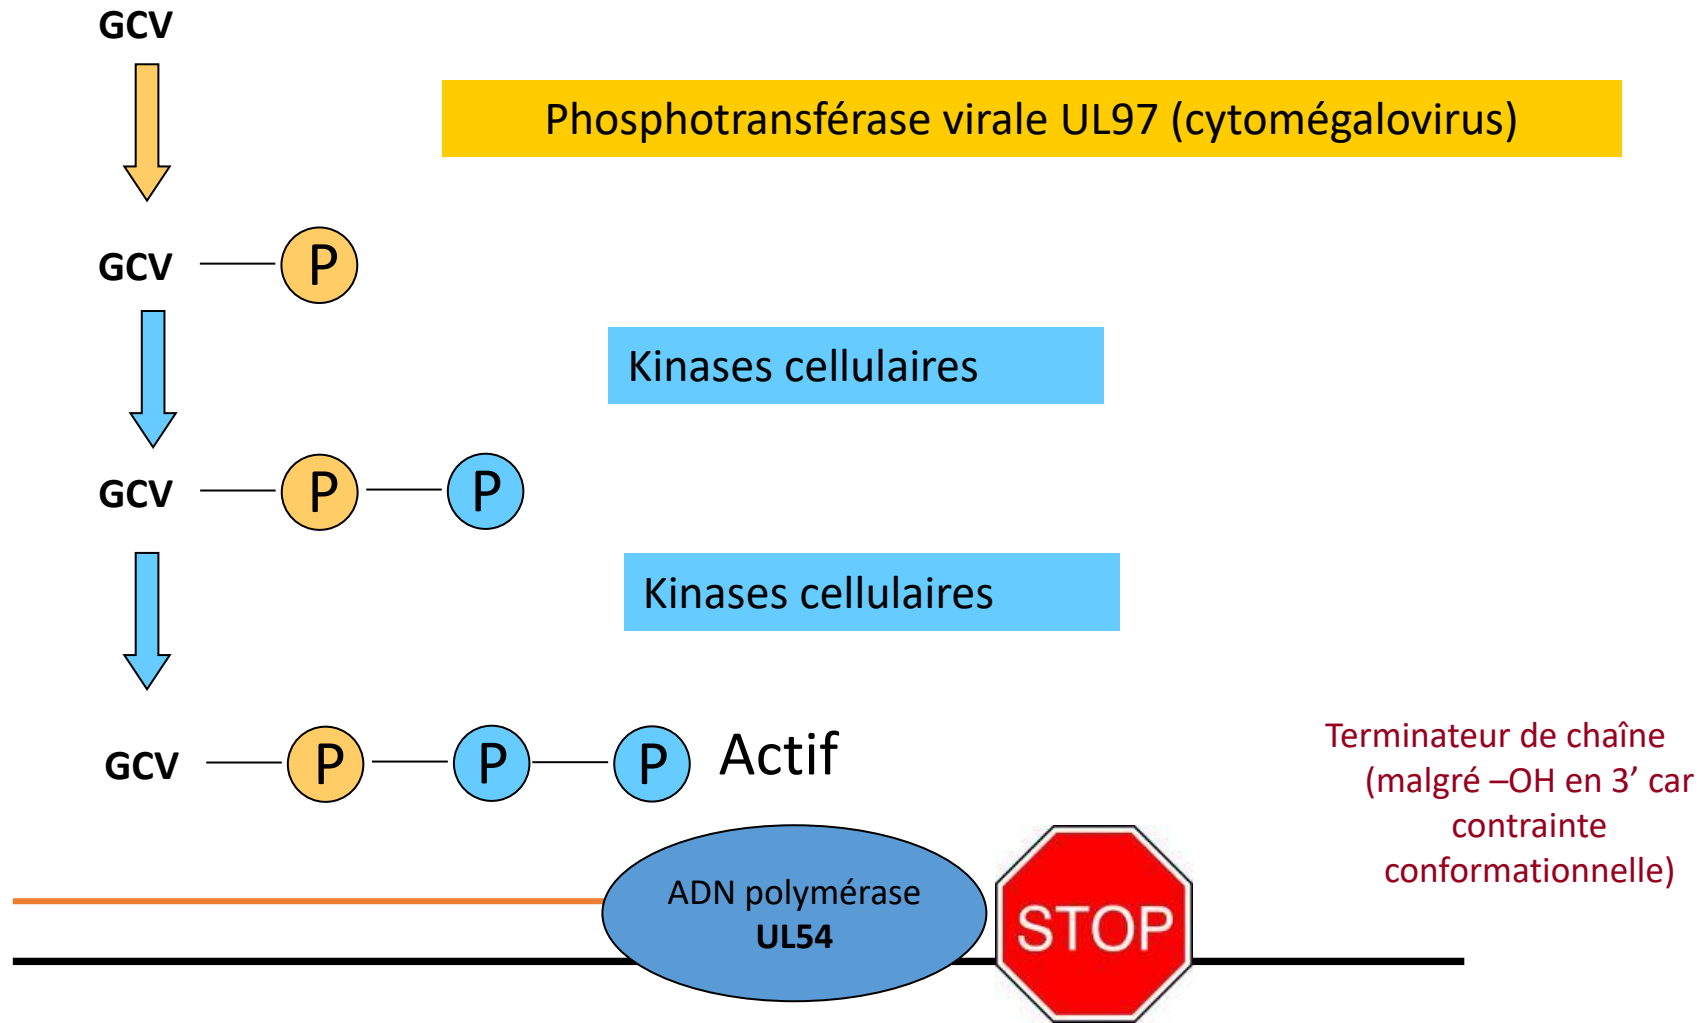 GCV
Phosphotransférase virale UL97 (cytomégalovirus)
GCV P
Kinases cellulaires
GCV P P
Kinases cellulaires
GCV P P P Actif
Terminateur de chaîne
(malgré –OH en 3’ car
contrainte
conformationnelle)
ADN polymérase
UL54
STOP